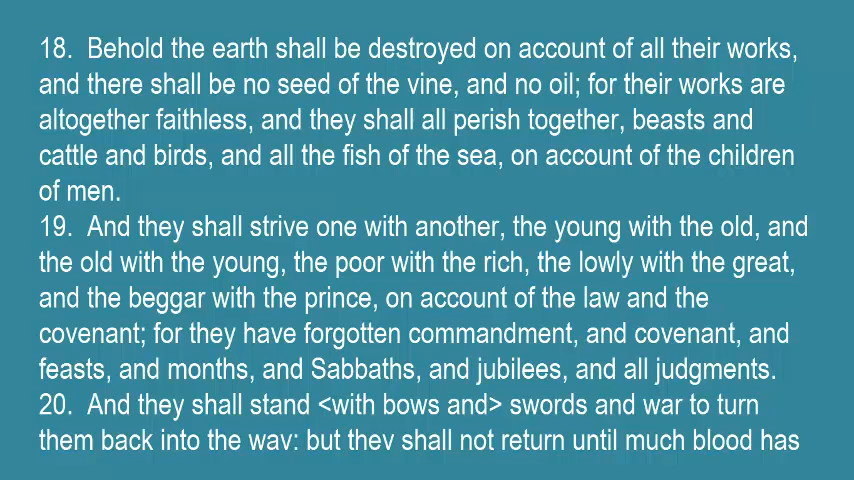 18.  Behold the earth shall be destroyed on account of all their works,
and there shall be no seed of the vine, and no oil; for their works are
altogether faithless, and they shall all perish together, beasts and
cattle and birds, and all the fish of the sea, on account of the children
of men.
19.  And they shall strive one with another, the young with the old, and
the old with the young, the poor with the rich, the lowly with the great,
and the beggar with the prince, on account of the law and the
covenant; for they have forgotten commandment, and covenant, and
feasts, and months, and Sabbaths, and jubilees, and all judgments.
20.  And they shall stand <with bows and> swords and war to turn
them back into the way: but they shall not return until much blood has